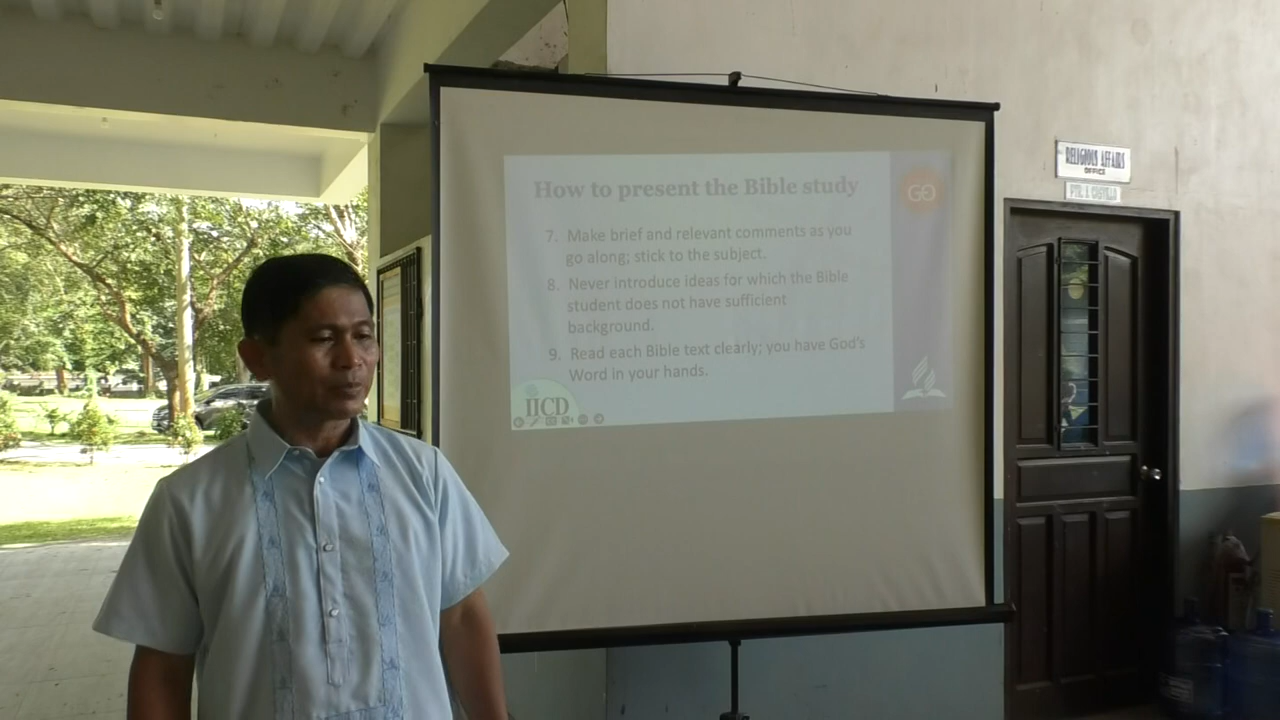 How to present the Bible study
7. Make brief and relevant comments as you
go along; stick to the subject.
8. Never introduce ideas for which the Bible
student does not have sufficient
background.
9. Read each Bible text clearly; you have God's
Word in your hands.
IICD
RELIGIOUS AFFAIRS
OFFICE
PTR. J. CASTILLO